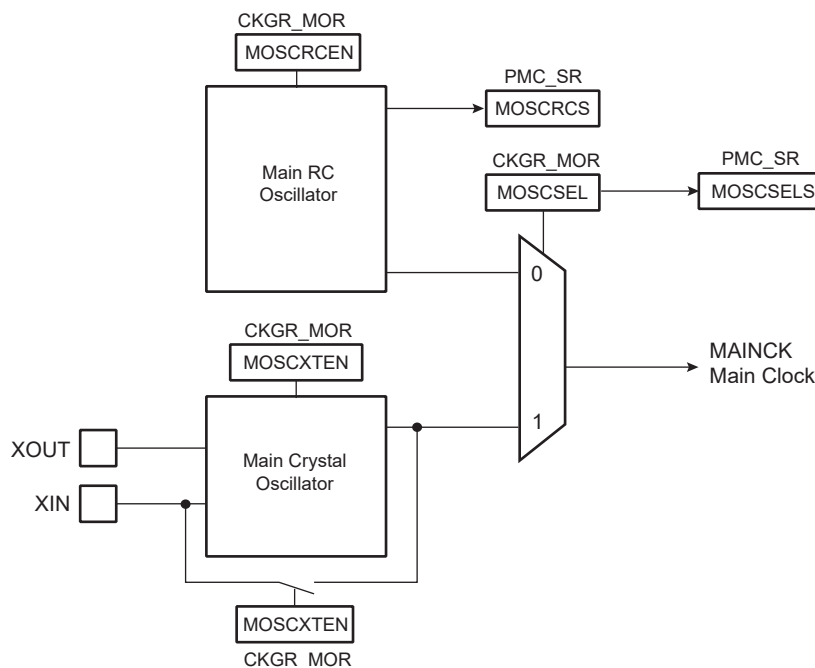 CKGR_MOR
MOSCRCEN
PMC_SR
MOSCRCS
Main RC
Oscillator
CKGR_MOR
MOSCSEL
PMC_SR
MOSCSELS
0
CKGR_MOR
MOSCXTEN
MAINCK
Main Clock
1
XOUT
Main Crystal
Oscillator
XIN
MOSCXTEN
CKGR_MOR